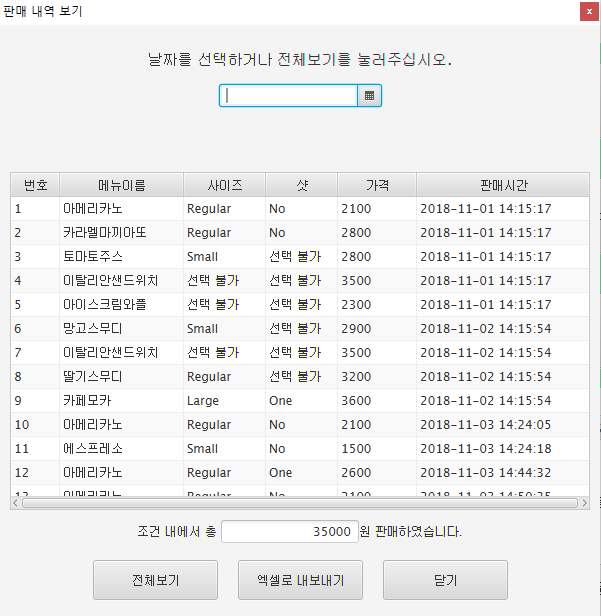 판매 내역 보기
x
날짜를 선택하거나 전체보기를 눌러주십시오.
번호 메뉴이름 사이즈 샷 가격 판매시간
1 아메리카노 Regular No 2100 2018-11-01 14:15:17
2 카라멜마끼아또 Regular No 2800 2018-11-01 14:15:17
3 토마토주스 Small 선택 불가 2800 2018-11-01 14:15:17
4 이탈리안샌드위치 선택 불가 선택 불가 3500 2018-11-01 14:15:17
5 아이스크림와플 선택 불가 선택 불가 2300 2018-11-01 14:15:17
6 망고스무디 Small 선택 불가 2900 2018-11-02 14:15:54
7 이탈리안샌드위치 선택 불가 선택 불가 3500 2018-11-02 14:15:54
8 딸기스무디 Regular 선택 불가 3200 2018-11-02 14:15:54
9 카페모카 Large One 3600 2018-11-02 14:15:54
10 아메리카노 Regular No 2100 2018-11-03 14:24:05
11 에스프레소 Small No 1500 2018-11-03 14:24:18
12 아메리카노 Regular One 2600 2018-11-03 14:44:32
조건 내에서 총 35000 원 판매하였습니다.
전체보기 엑셀로 내보내기 닫기